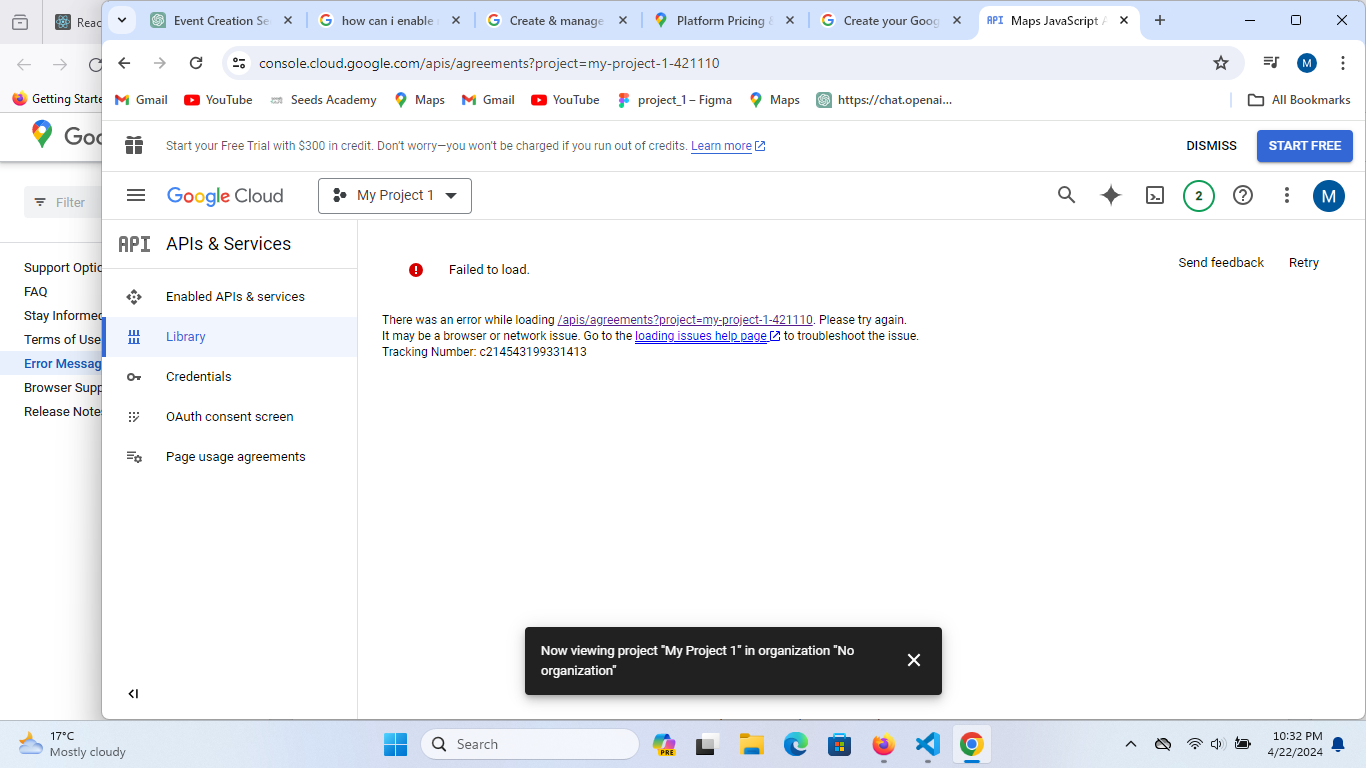 Event Creation Se
how can i enable
Create & manage
Platform Pricing &
Create your Goog
API Maps JavaScript A
Reac
console.cloud.google.com/apis/agreements?project=my-project-1-421110
M
Getting Starte
Gmail
YouTube
Seeds Academy
Maps
Gmail
YouTube
project_1 – Figma
Maps
https://chat.openai...
All Bookmarks
Goo
Start your Free Trial with $300 in credit. Don't worry—you won't be charged if you run out of credits. Learn more
DISMISS
START FREE
Google Cloud
My Project 1
2
M
Filter
API APIs & Services
Enabled APIs & services
Library
Credentials
OAuth consent screen
Page usage agreements
Support Optio
FAQ
Stay Informed
Terms of Use
Error Messag
Browser Supp
Release Note
Failed to load.
Send feedback
Retry
There was an error while loading /apis/agreements?project=my-project-1-421110. Please try again.
It may be a browser or network issue. Go to the loading issues help page to troubleshoot the issue.
Tracking Number: c214543199331413
Now viewing project "My Project 1" in organization "No
organization"
17°C
Mostly cloudy
Search
PRE
10:32 PM
4/22/2024